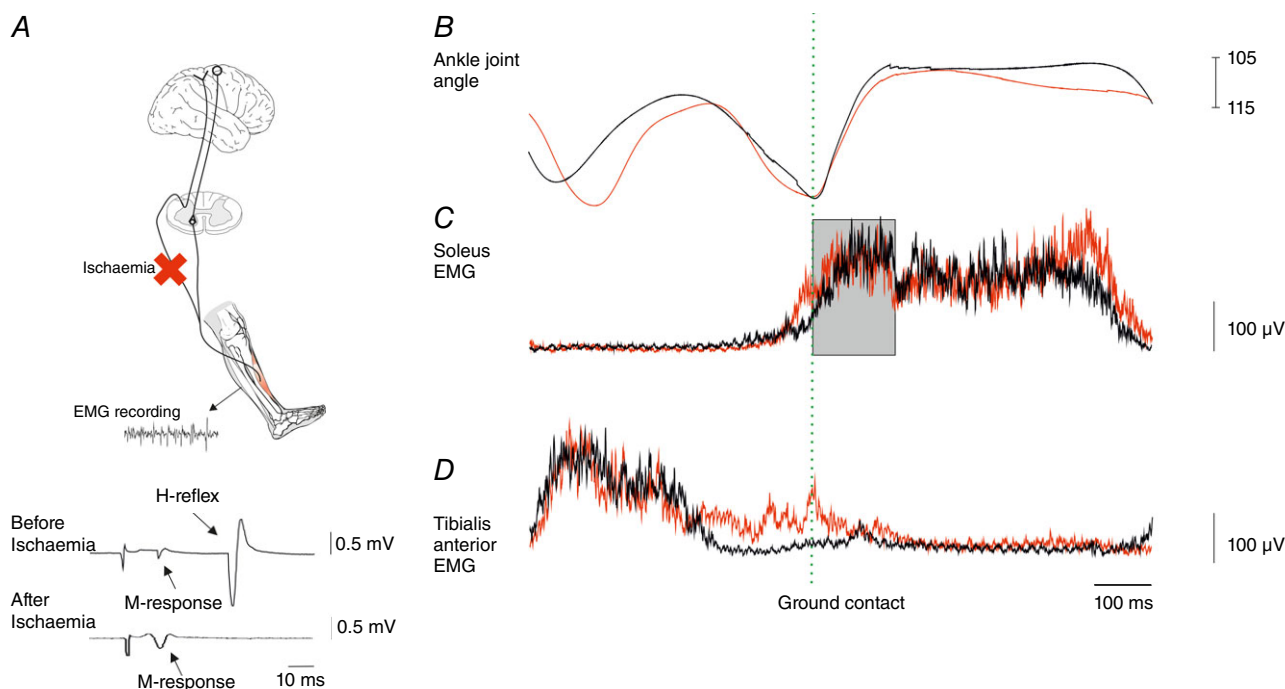 A
Ischaemia
EMG recording
H-reflex
Before
Ischaemia
0.5 mV
M-response
After
Ischaemia
0.5 mV
M-response
10 ms
B
Ankle joint
angle
105
115
C
Soleus
EMG
100 µV
D
Tibialis
anterior
EMG
100 µV
Ground contact
100 ms